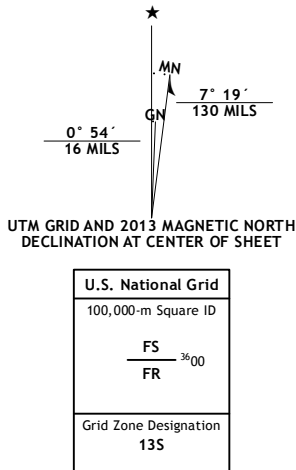 ★
MN
GN
7° 19´
130 MILS
0° 54´
16 MILS
UTM GRID AND 2013 MAGNETIC NORTH
DECLINATION AT CENTER OF SHEET
U.S. National Grid
100,000-m Square ID
FS
3600
FR
Grid Zone Designation
13S